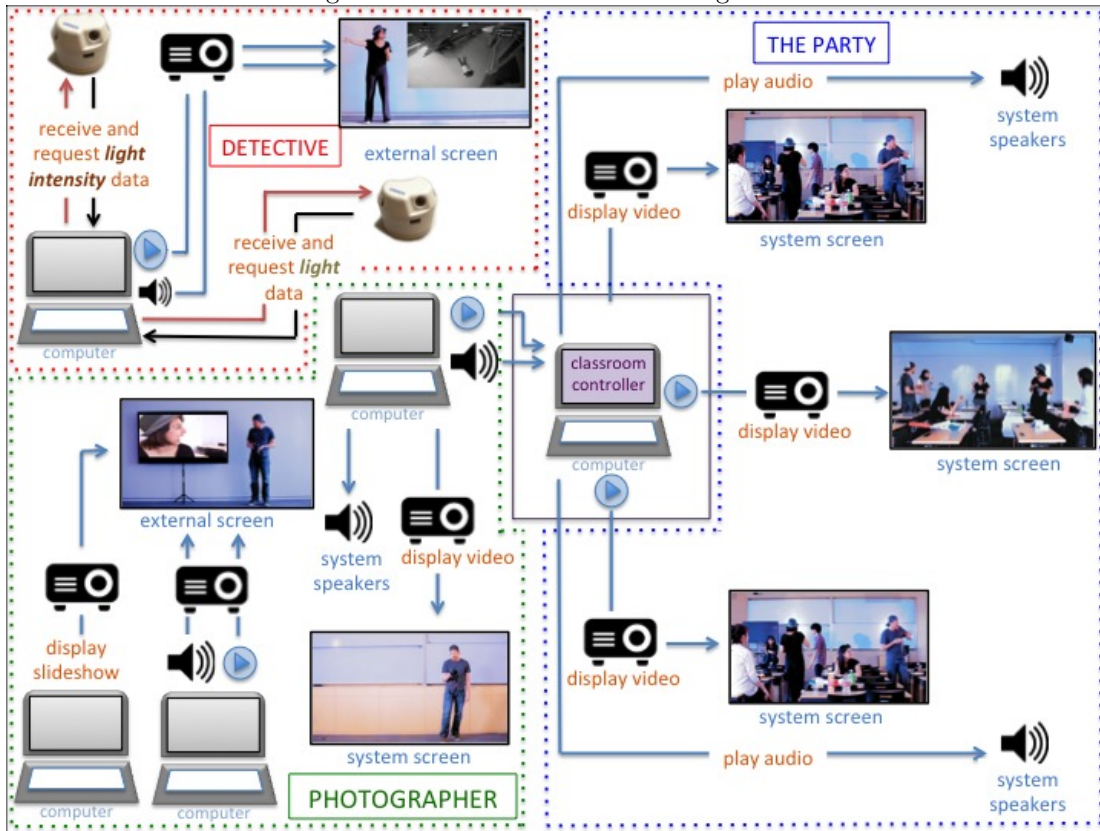 receive and
request light
intensity data
DETECTIVE
external screen
receive and
request light
data
computer
THE PARTY
play audio
system
speakers
display video
system screen
computer
classroom
controller
computer
display video
system screen
external screen
system
speakers
display video
display
slideshow
system screen
computer
computer
PHOTOGRAPHER
display video
system screen
play audio
system
speakers